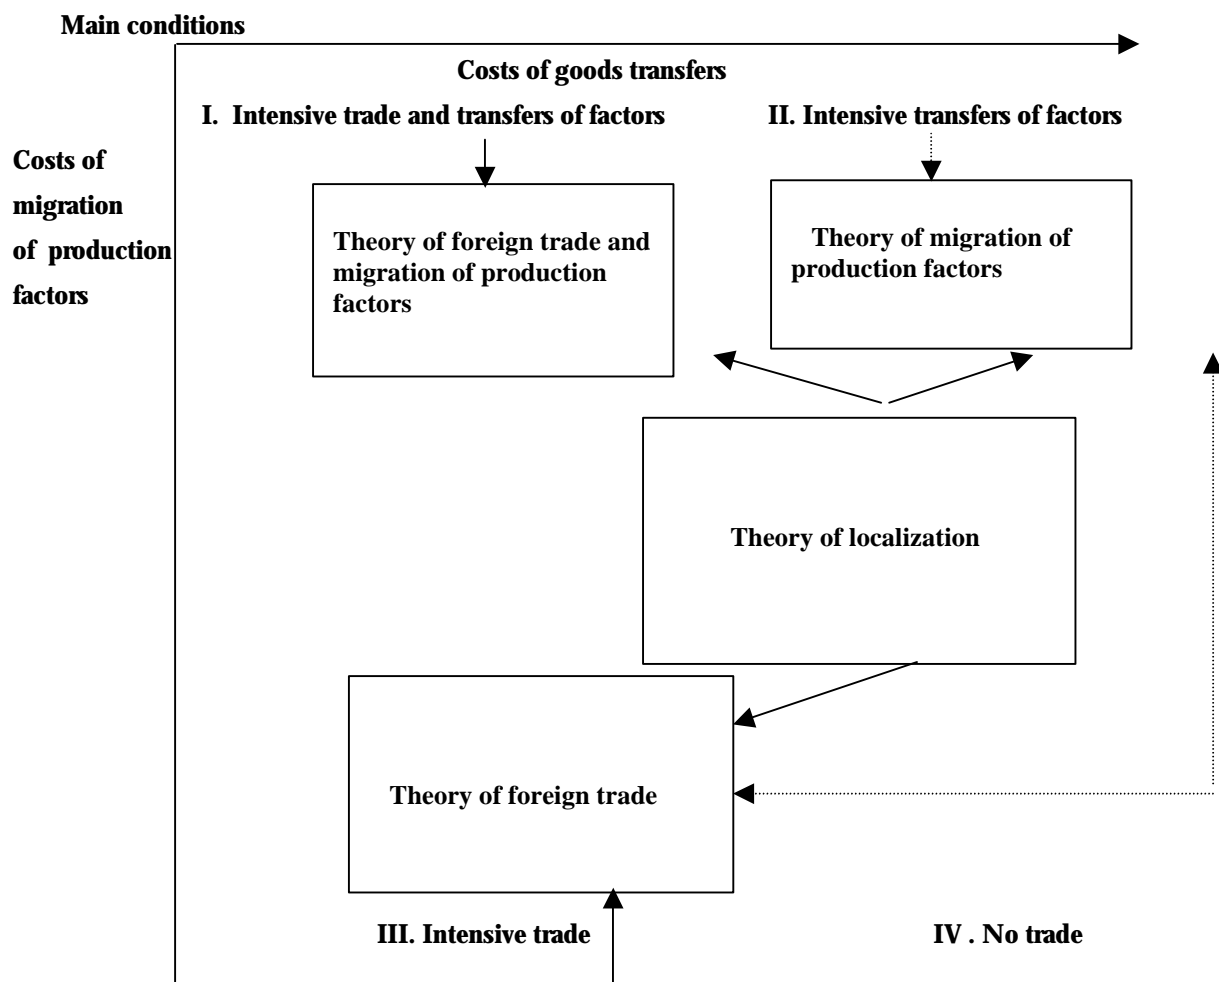 Main conditions
Costs of goods transfers
I. Intensive trade and transfers of factors
II. Intensive transfers of factors
Costs of
migration
of production
factors
Theory of foreign trade and
migration of production
factors
Theory of migration of
production factors
Theory of localization
Theory of foreign trade
III. Intensive trade
IV . No trade